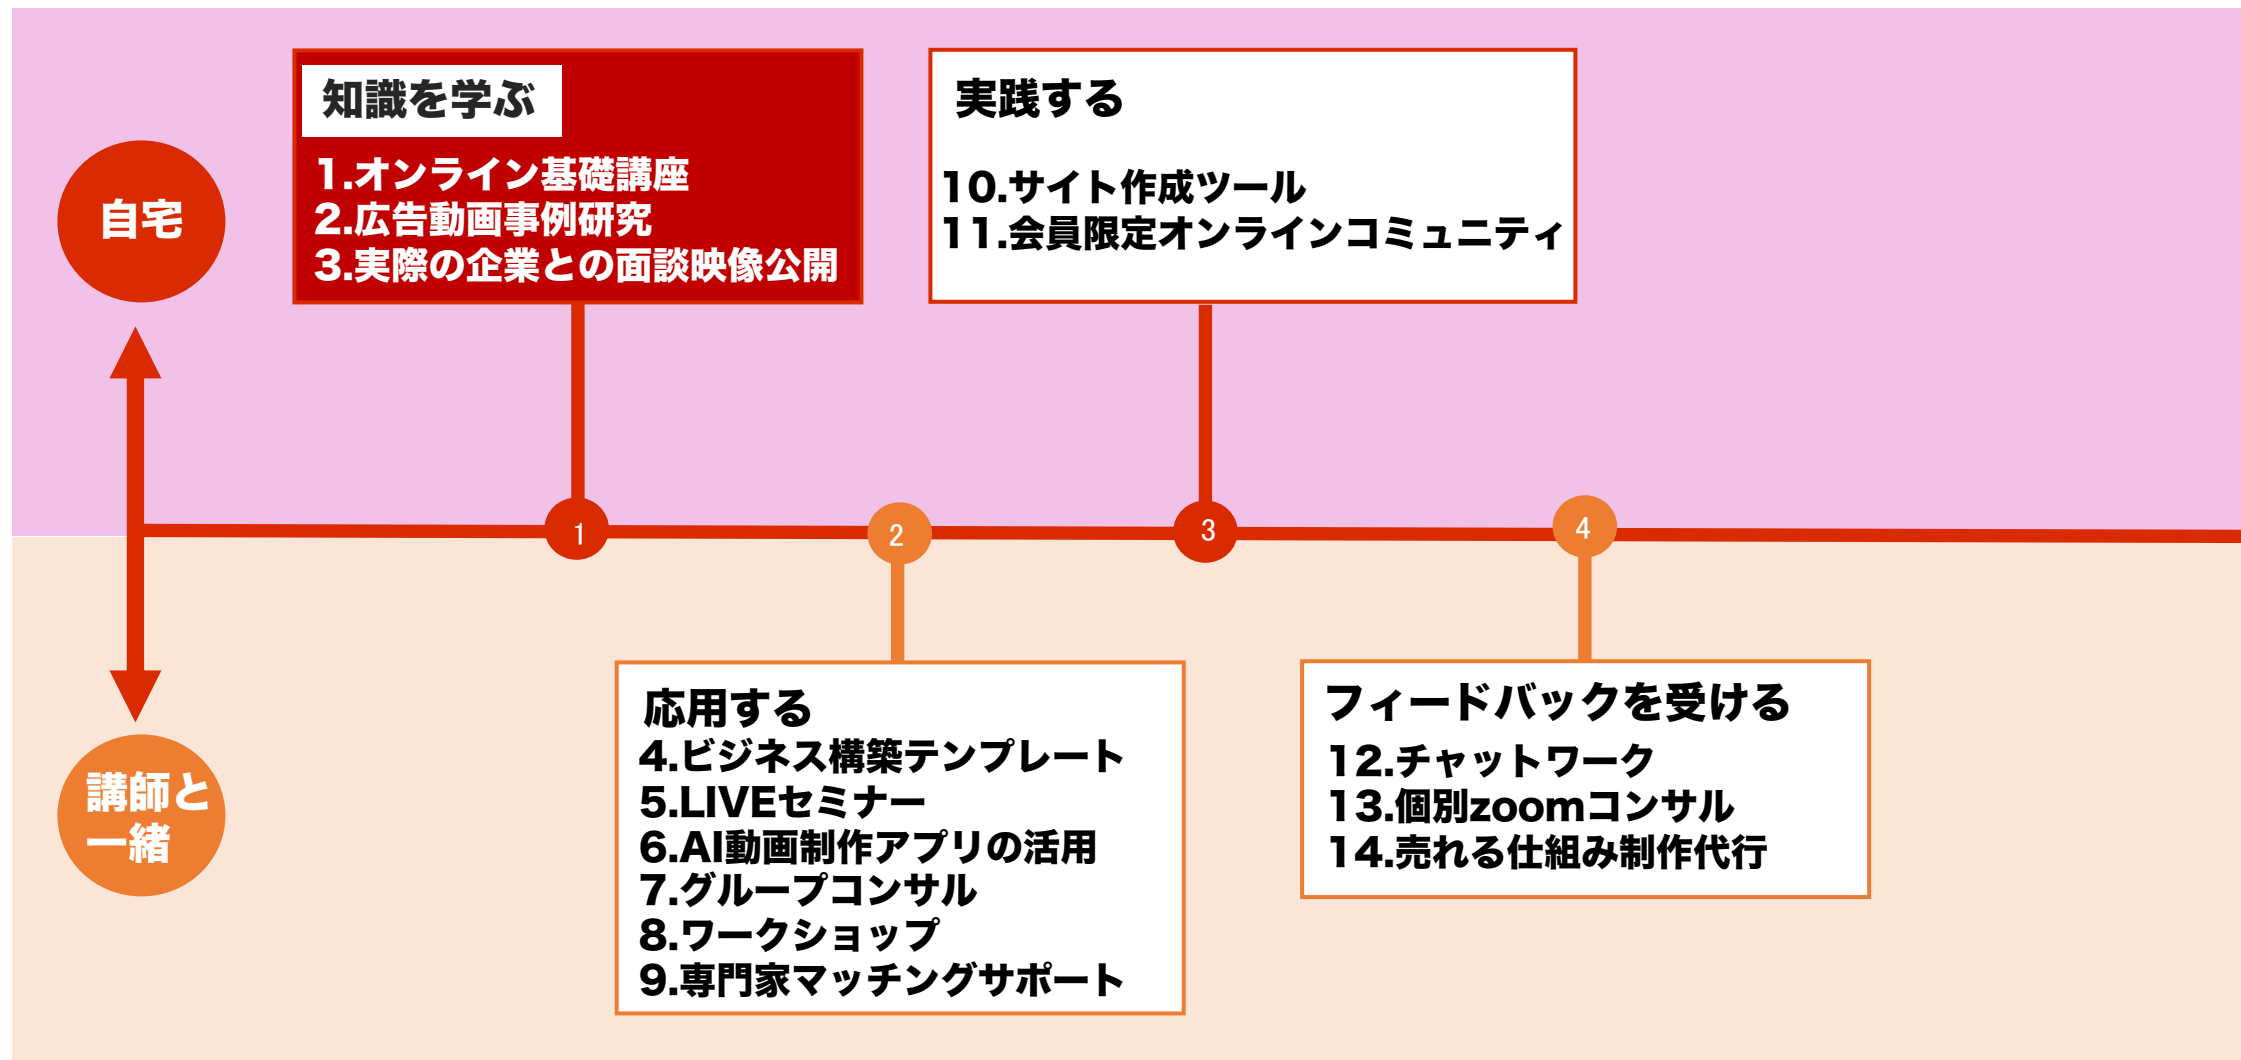 自宅
知識を学ぶ
1.オンライン基礎講座
2.広告動画事例研究
3.実際の企業との面談映像公開
実践する
10.サイト作成ツール
11.会員限定オンラインコミュニティ
1
2
3
4
講師と
一緒
応用する
4.ビジネス構築テンプレート
5.LIVEセミナー
6.AI動画制作アプリの活用
7.グループコンサル
8.ワークショップ
9.専門家マッチングサポート
フィードバックを受ける
12.チャットワーク
13.個別zoomコンサル
14.売れる仕組み制作代行